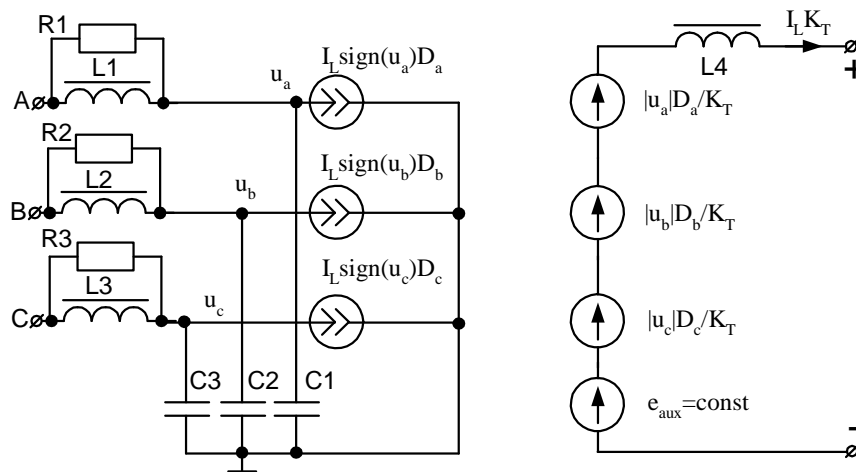 R1
L1
A
u_a
I_L sign(u_a)D_a
R2
L2
B
u_b
I_L sign(u_b)D_b
R3
L3
C
u_c
I_L sign(u_c)D_c
C3 C2 C1
I_L K_T
L4
+
|u_a|D_a/K_T
|u_b|D_b/K_T
|u_c|D_c/K_T
e_aux=const
-